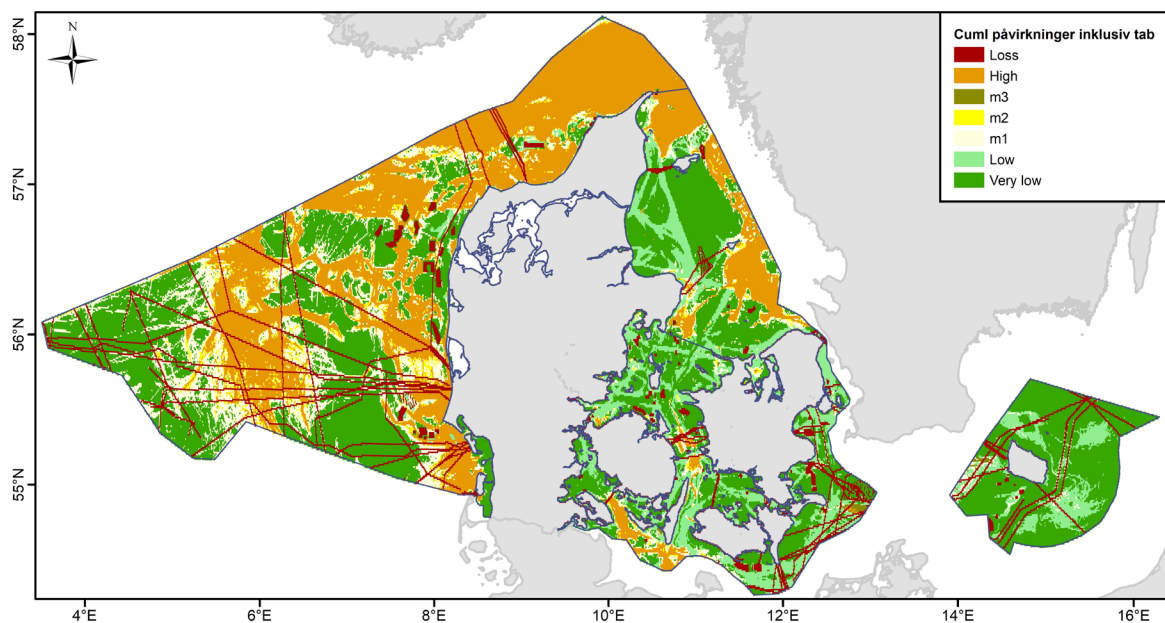 N
Cuml påvirkninger inklusiv tab
Loss
High
m3
m2
m1
Low
Very low
58°N
57°N
56°N
55°N
4°E
6°E
8°E
10°E
12°E
14°E
16°E